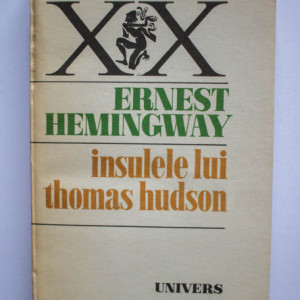 XX
ERNEST
HEMINGWAY
insulele lui
thomas hudson
UNIVERS